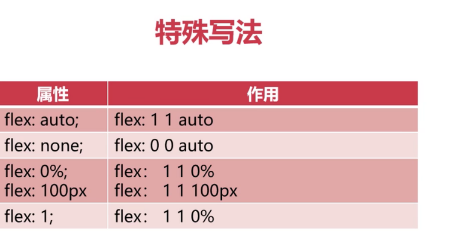 特殊写法
属性 作用
flex: auto; flex: 1 1 auto
flex: none; flex: 0 0 auto
flex: 0%; flex： 1 1 0%
flex: 100px flex： 1 1 100px
flex: 1; flex： 1 1 0%